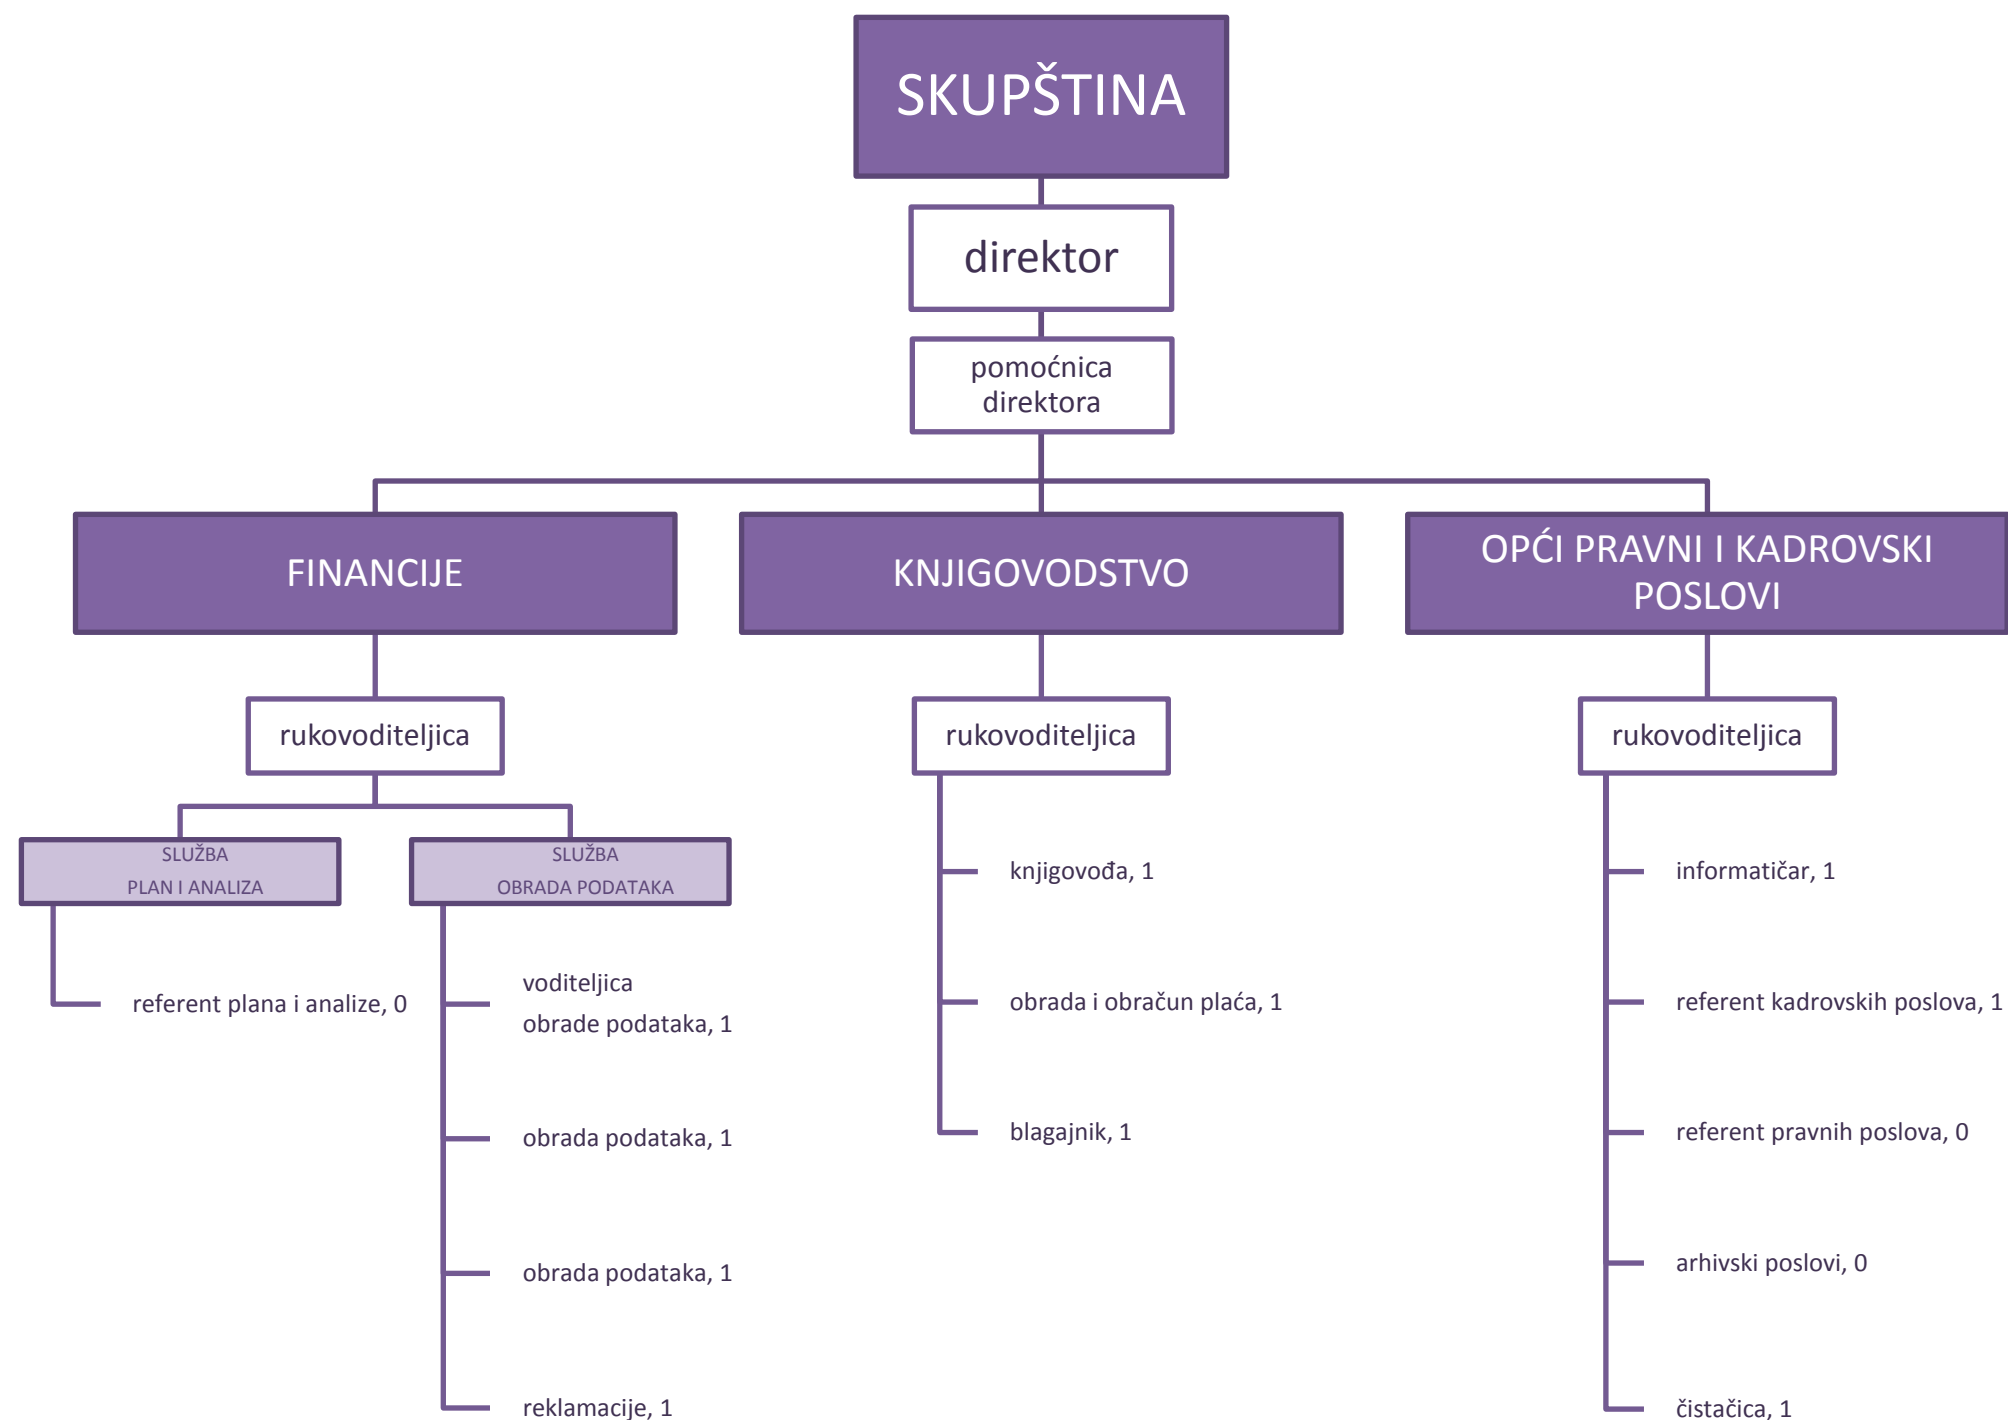 SKUPŠTINA
direktor
pomoćnica
direktora
FINANCIJE
KNJIGOVODSTVO
OPĆI PRAVNI I KADROVSKI
POSLOVI
rukovoditeljica
rukovoditeljica
rukovoditeljica
SLUŽBA
PLAN I ANALIZA
SLUŽBA
OBRADA PODATAKA
referent plana i analize, 0
voditeljica
obrade podataka, 1
obrada podataka, 1
obrada podataka, 1
reklamacije, 1
knjigovođa, 1
obrada i obračun plaća, 1
blagajnik, 1
informatičar, 1
referent kadrovskih poslova, 1
referent pravnih poslova, 0
arhivski poslovi, 0
čistačica, 1